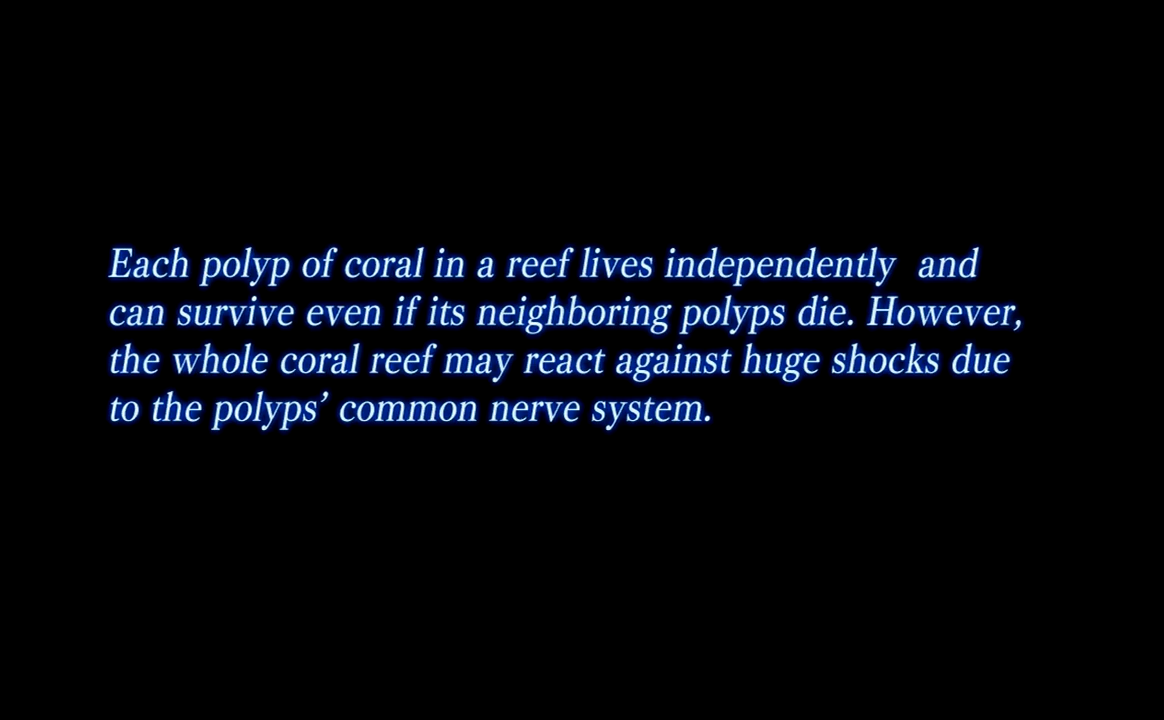 Each polyp of coral in a reef lives independently  and
can survive even if its neighboring polyps die. However,
the whole coral reef may react against huge shocks due
to the polyps’ common nerve system.